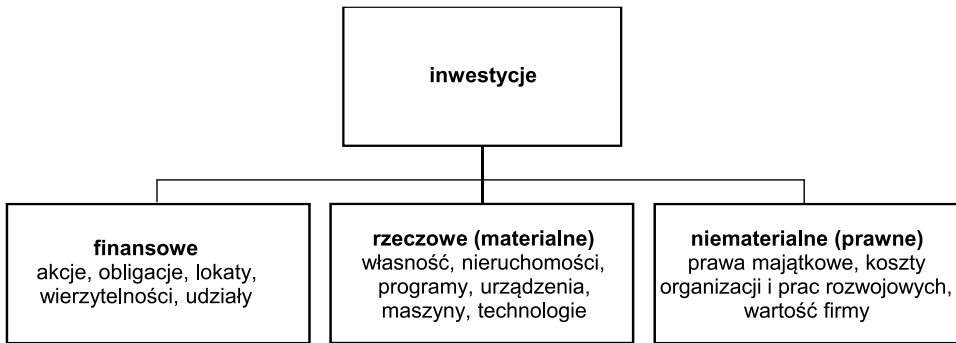 inwestycje
finansowe
akcje, obligacje, lokaty,
wierzytelności, udziały
rzeczowe (materialne)
własność, nieruchomości,
programy, urządzenia,
maszyny, technologie
niematerialne (prawne)
prawa majątkowe, koszty
organizacji i prac rozwojowych,
wartość firmy